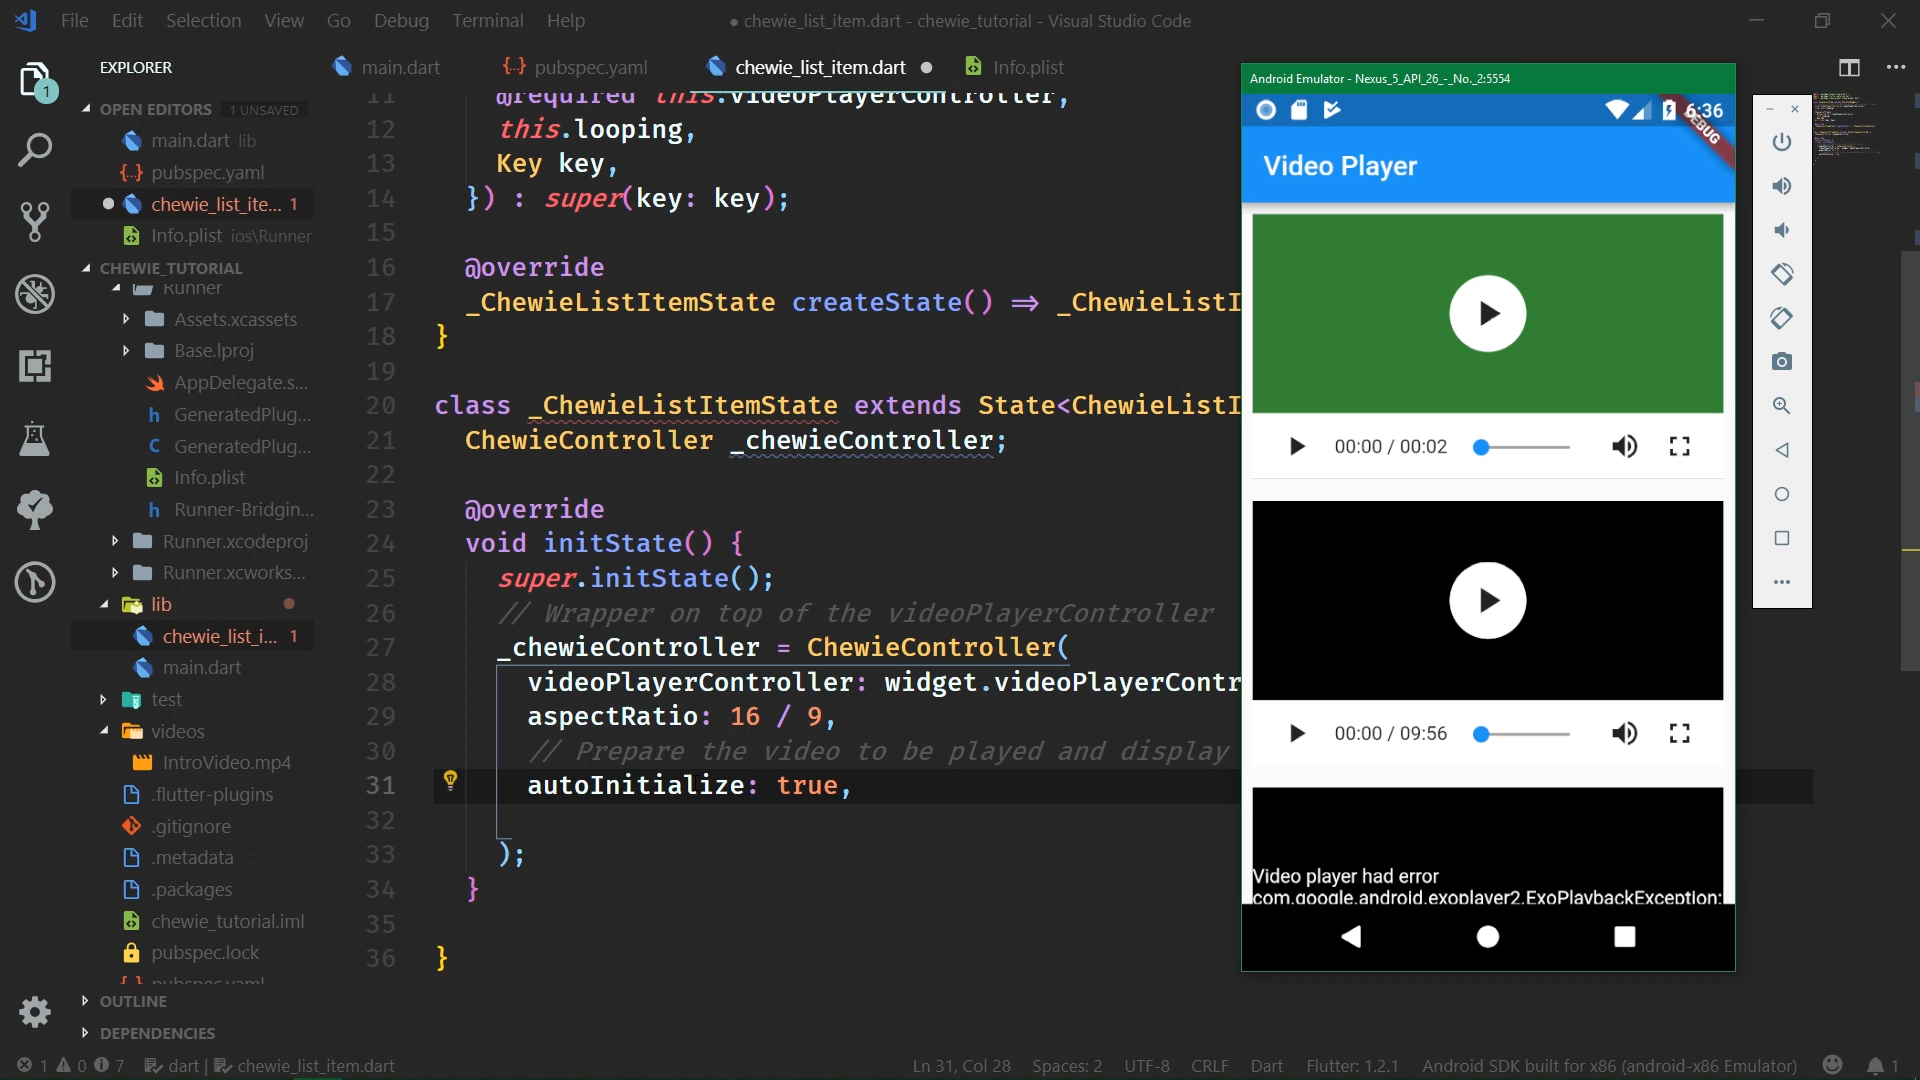 File Edit Selection View Go Debug Terminal Help
● chewie_list_item.dart - chewie_tutorial - Visual Studio Code
EXPLORER
1
OPEN EDITORS 1 UNSAVED
main.dart lib
pubspec.yaml
chewie_list_ite... 1
Info.plist ios\Runner
CHEWIE_TUTORIAL
Runner
Assets.xcassets
Base.lproj
AppDelegate.s...
GeneratedPlug...
GeneratedPlug...
Info.plist
Runner-Bridgin...
Runner.xcodeproj
Runner.xcworks...
lib
chewie_list_i... 1
main.dart
test
videos
IntroVideo.mp4
.flutter-plugins
.gitignore
.metadata
.packages
chewie_tutorial.iml
pubspec.lock
pubspec.yaml
OUTLINE
DEPENDENCIES
main.dart pubspec.yaml chewie_list_item.dart Info.plist
11 @required this.videoPlayerController,
12 this.looping,
13 Key key,
14 }) : super(key: key);
15
16 @override
17 _ChewieListItemState createState() ⇒ _ChewieListI
18 }
19
20 class _ChewieListItemState extends State<ChewieListI
21 ChewieController _chewieController;
22
23 @override
24 void initState() {
25 super.initState();
26 // Wrapper on top of the videoPlayerController
27 _chewieController = ChewieController(
28 videoPlayerController: widget.videoPlayerContr
29 aspectRatio: 16 / 9,
30 // Prepare the video to be played and display
31 autoInitialize: true,
32
33 );
34 }
35
36 }
Android Emulator - Nexus_5_API_26_-_No._2:5554
6:36
DEBUG
Video Player
00:00 / 00:02
00:00 / 09:56
Video player had error
com.google.android.exoplayer2.ExoPlaybackException:
1 0 7 dart | chewie_list_item.dart
Ln 31, Col 28 Spaces: 2 UTF-8 CRLF Dart Flutter: 1.2.1 Android SDK built for x86 (android-x86 Emulator) 1